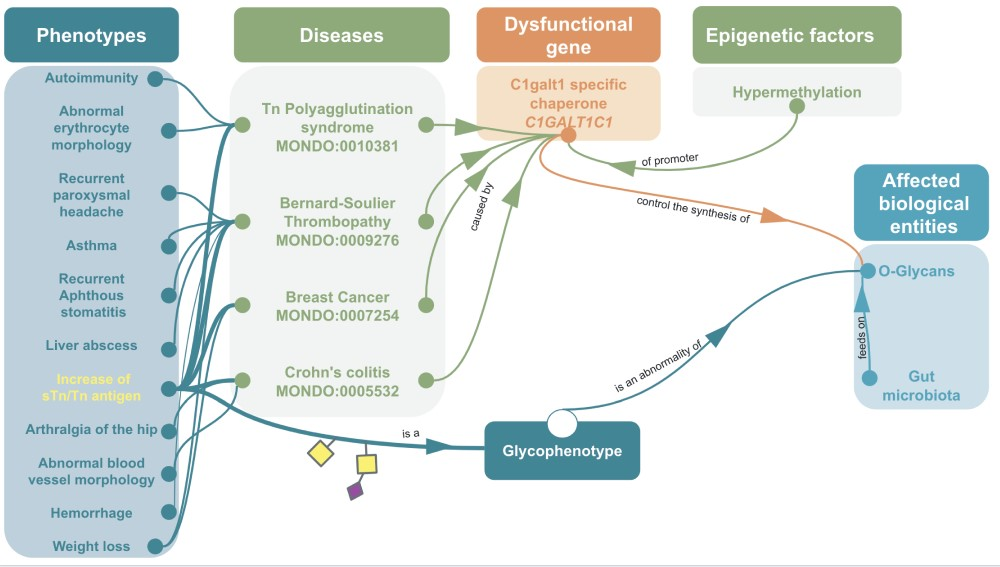 Phenotypes
Autoimmunity
Abnormal
erythrocyte
morphology
Recurrent
paroxysmal
headache
Asthma
Recurrent
Aphthous
stomatitis
Liver abscess
Increase of
sTn/Tn antigen
Arthralgia of the hip
Abnormal blood
vessel morphology
Hemorrhage
Weight loss
Diseases
Tn Polyagglutination
syndrome
MONDO:0010381
Bernard-Soulier
Thrombopathy
MONDO:0009276
Breast Cancer
MONDO:0007254
Crohn's colitis
MONDO:0005532
caused by
is a
Dysfunctional
gene
C1galt1 specific
chaperone
C1GALT1C1
Epigenetic factors
Hypermethylation
of promoter
control the synthesis of
Affected
biological
entities
O-Glycans
feeds on
Gut
microbiota
is an abnormality of
Glycophenotype